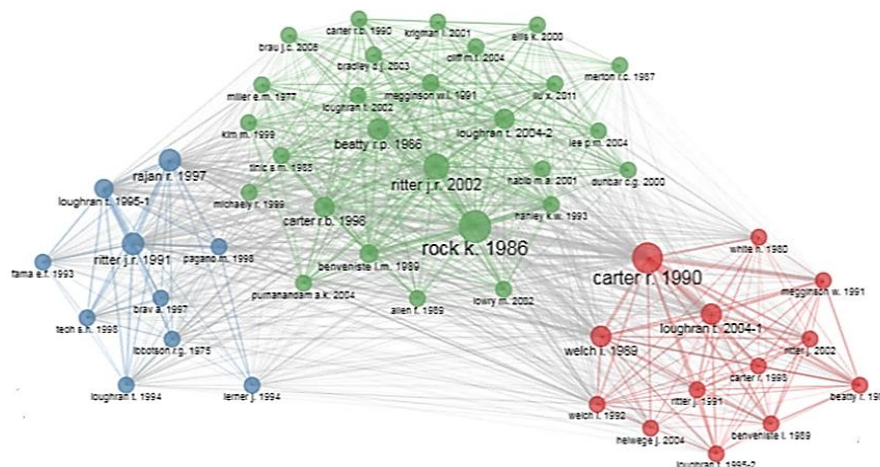 carter r.b. 1990
krigman l. 2001
ellis k. 2000
brau j.c. 2006
cliff m.t. 2004
bradley d.j. 2003
merton r.c. 1987
miller e.m. 1977
megginson w.l. 1991
liu x. 2011
loughran t. 2002
kim m. 1999
loughran t. 2004-2
beatty r.p. 1986
lee p.m. 2004
tinic s.m. 1988
rajan r. 1997
habib m.a. 2001
dunbar c.g. 2000
ritter j.r. 2002
loughran t. 1995-1
michaely r. 1999
hanley k.w. 1993
carter r.b. 1998
rock k. 1986
white h. 1980
ritter j.r. 1991
pagano m. 1998
benveniste l.m. 1989
fama e.f. 1993
carter r. 1990
purnanandam a.k. 2004
megginson w. 1991
brav a. 1997
allen f. 1989
lowry m. 2002
teoh s.h. 1998
loughran t. 2004-1
ibbotson r.g. 1975
welch i. 1989
ritter j. 2002
carter r. 1998
loughran t. 1994
lerner j. 1994
ritter j. 1991
beatty r.
welch i. 1992
helwege j. 2004
benveniste l. 1989
loughran t. 1995-2